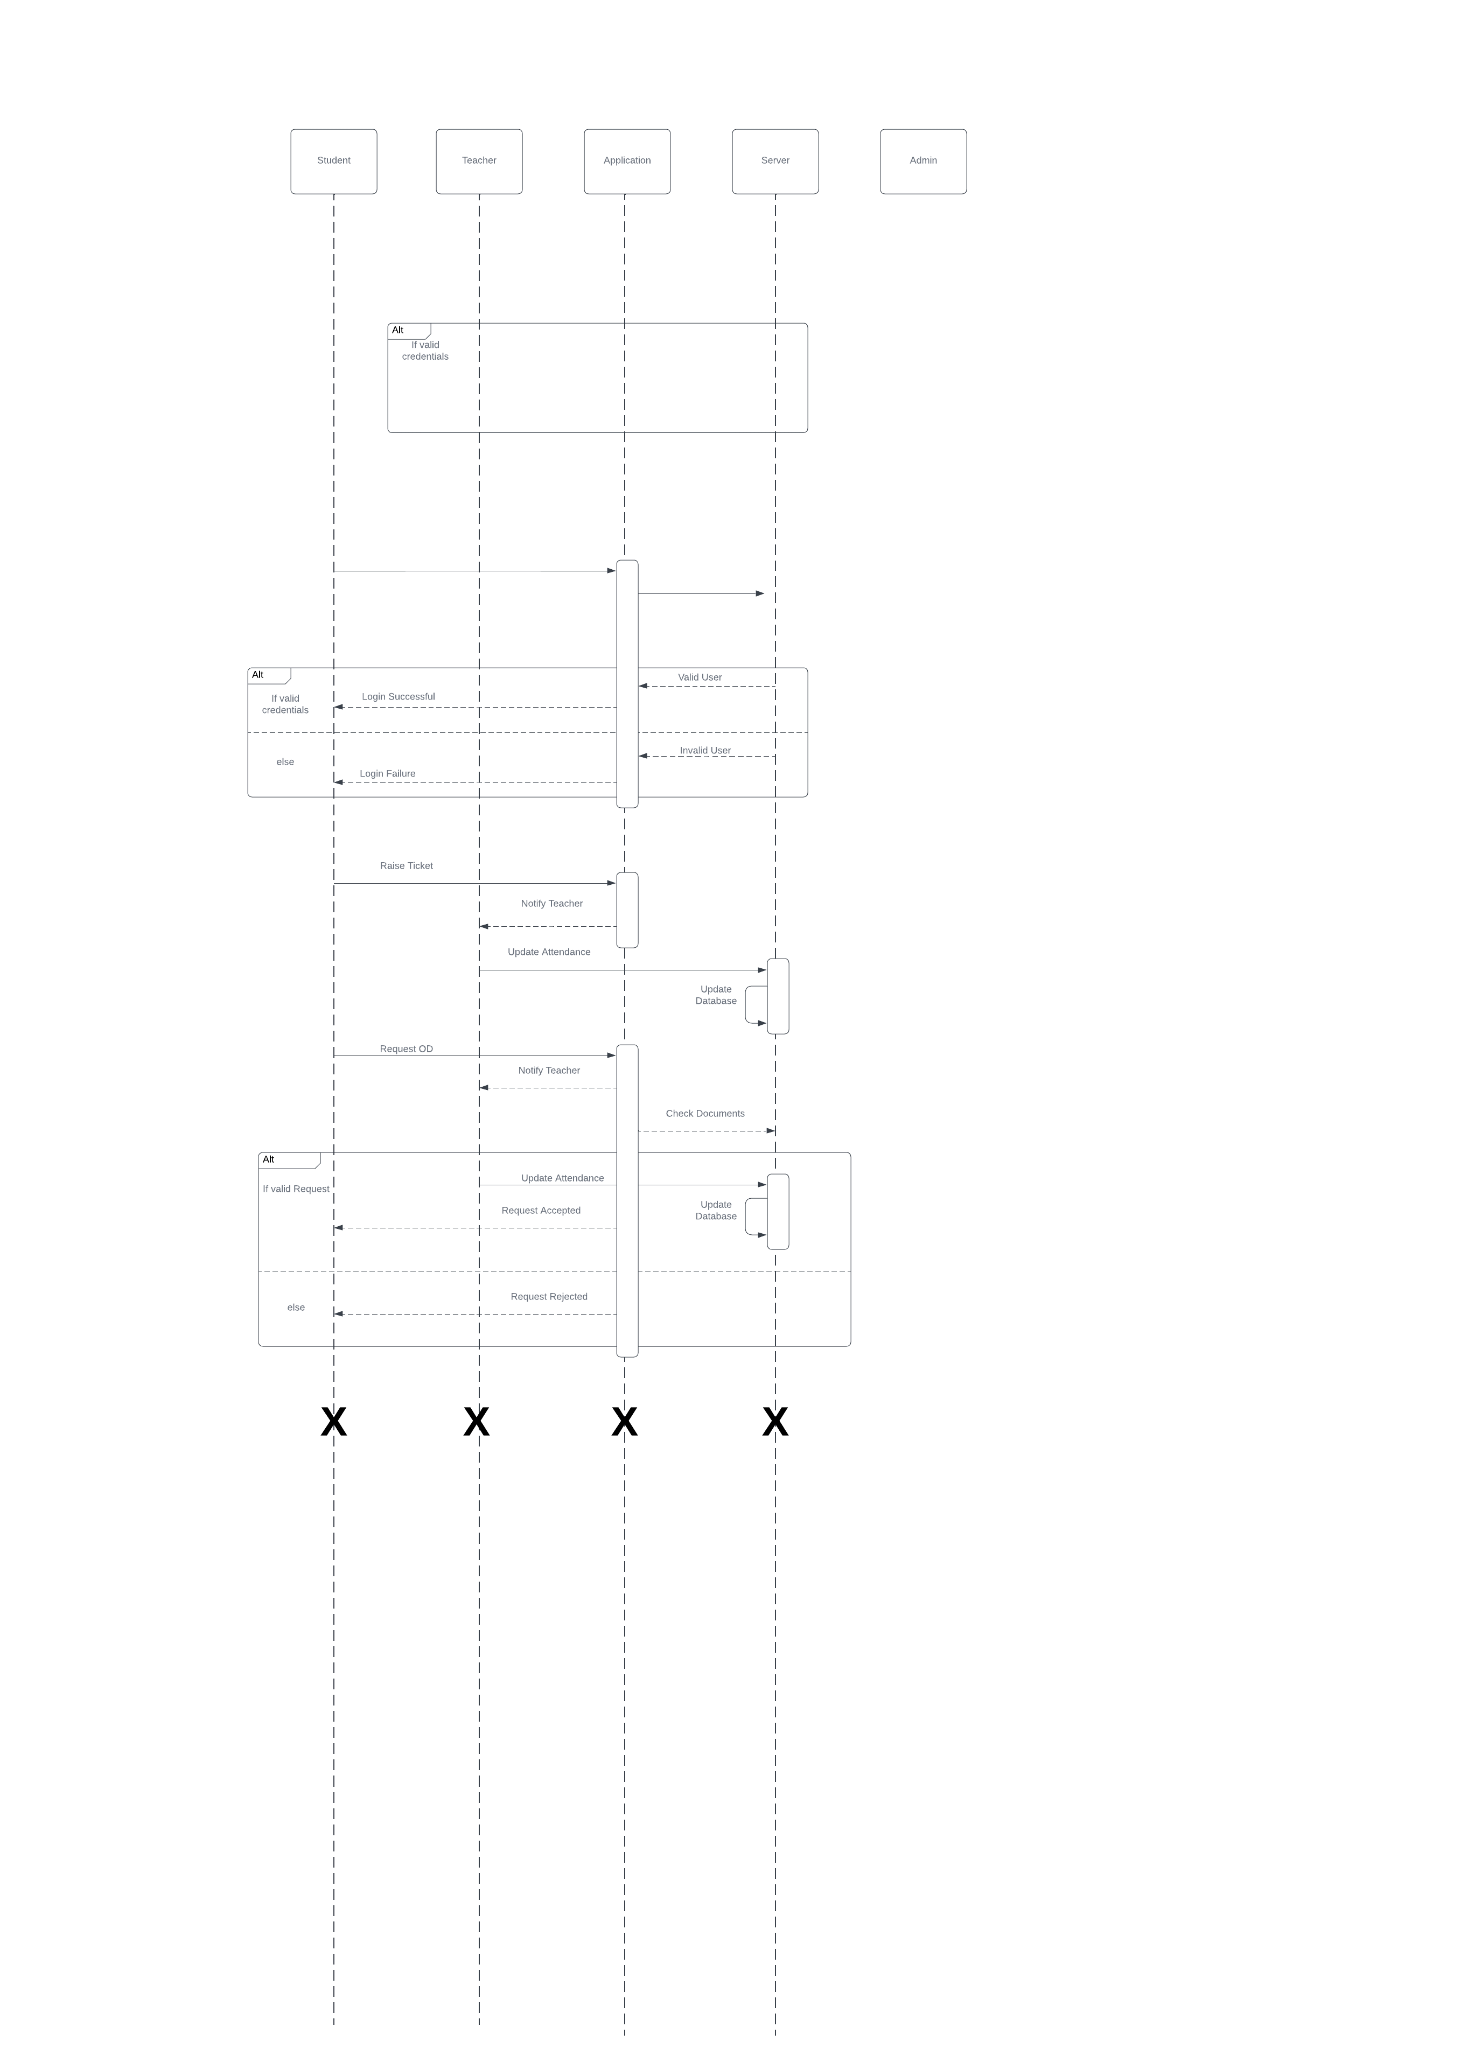 Student
Teacher
Application
Server
Admin
Alt
If valid
credentials
Alt
Valid User
If valid
credentials
Login Successful
Invalid User
else
Login Failure
Raise Ticket
Notify Teacher
Update Attendance
Update
Database
Request OD
Notify Teacher
Check Documents
Alt
If valid Request
Update Attendance
Update
Database
Request Accepted
Request Rejected
else
X
X
X
X